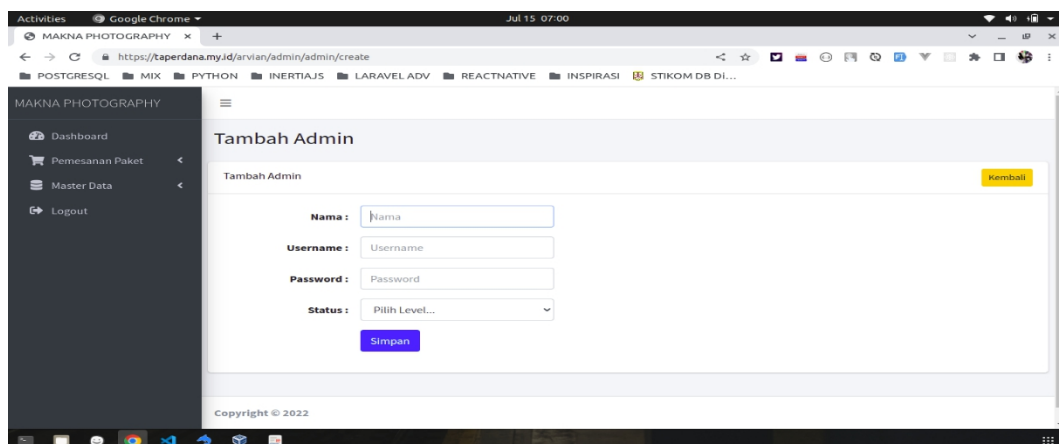 Activities Google Chrome Jul 15 07:00
MAKNA PHOTOGRAPHY × +
https://taperdana.my.id/arvian/admin/admin/create
POSTGRESQL MIX PYTHON INERTIAJS LARAVEL ADV REACTNATIVE INSPIRASI STIKOM DB Di...
MAKNA PHOTOGRAPHY
Dashboard
Pemesanan Paket
Master Data
Logout
Tambah Admin
Tambah Admin Kembali
Nama : Nama
Username : Username
Password : Password
Status : Pilih Level...
Simpan
Copyright © 2022